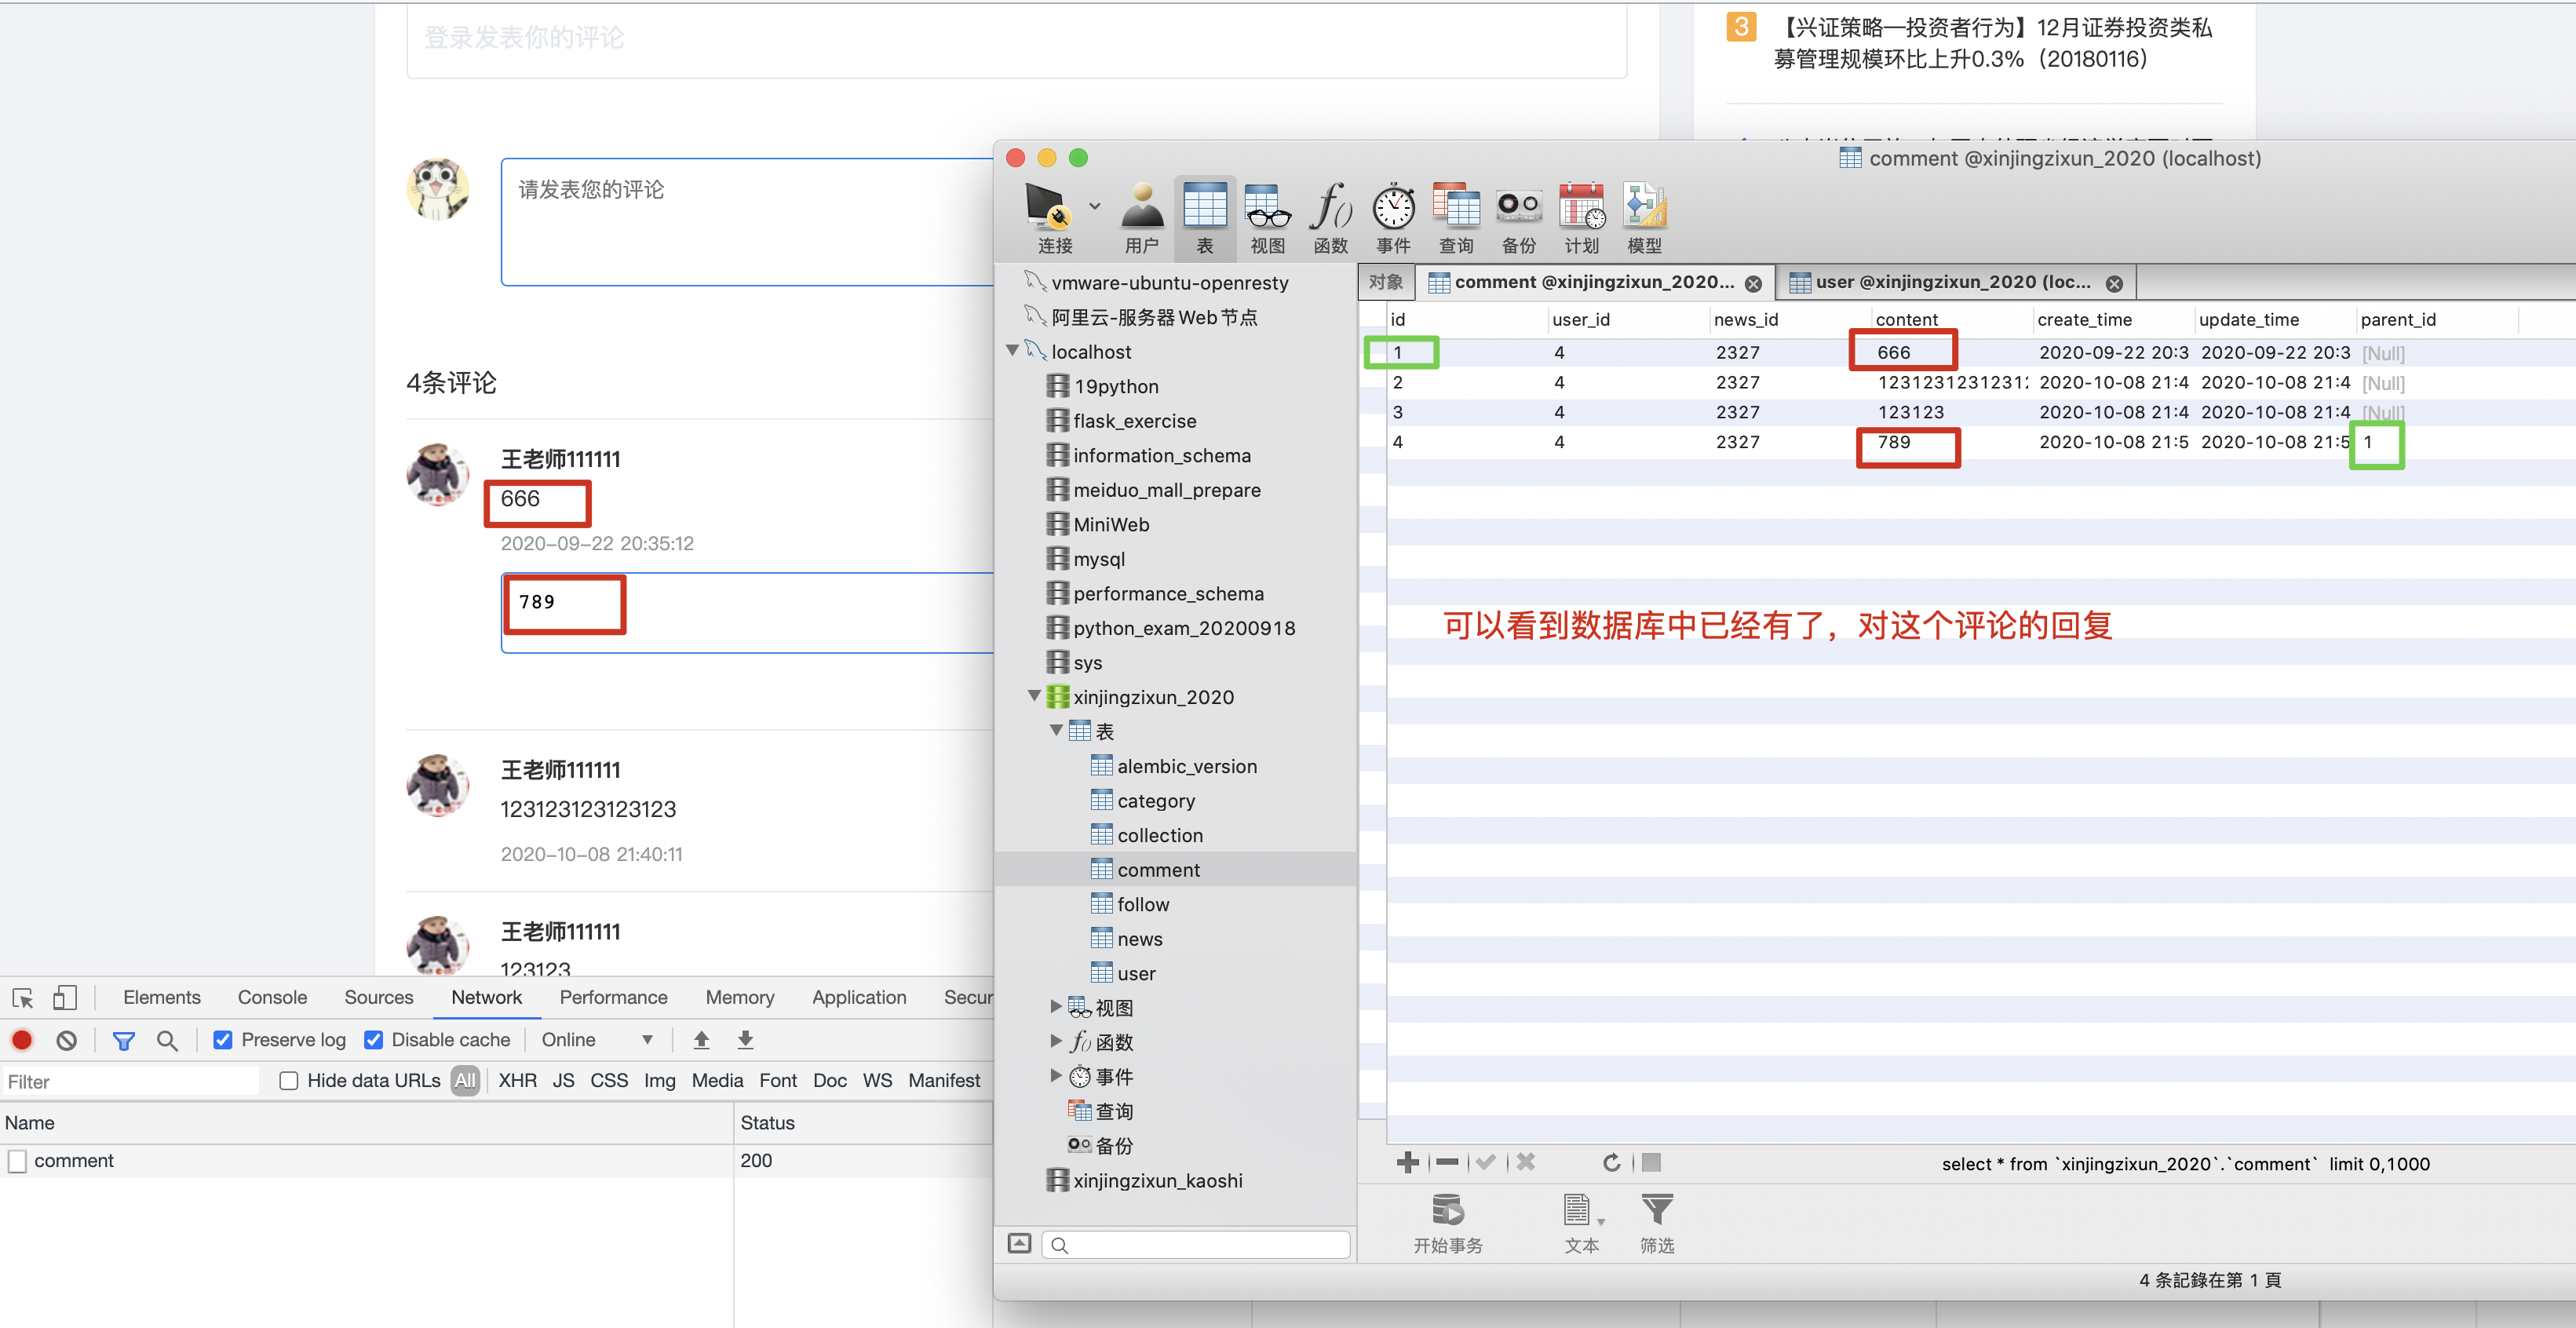 登录发表你的评论
3
【兴证策略—投资者行为】12月证券投资类私
募管理规模环比上升0.3%（20180116）
请发表您的评论
4条评论
王老师111111
666
2020-09-22 20:35:12
789
王老师111111
123123123123123
2020-10-08 21:40:11
王老师111111
123123
comment @xinjingzixun_2020 (localhost)
连接
用户
表
视图
函数
事件
查询
备份
计划
模型
vmware-ubuntu-openresty
阿里云-服务器Web节点
localhost
19python
flask_exercise
information_schema
meiduo_mall_prepare
MiniWeb
mysql
performance_schema
python_exam_20200918
sys
xinjingzixun_2020
表
alembic_version
category
collection
comment
follow
news
user
视图
函数
事件
查询
备份
xinjingzixun_kaoshi
对象
comment @xinjingzixun_2020...
user @xinjingzixun_2020 (loc...
id user_id news_id content create_time update_time parent_id
1 4 2327 666 2020-09-22 20:3 2020-09-22 20:3 [Null]
2 4 2327 12312312312312: 2020-10-08 21:4 2020-10-08 21:4 [Null]
3 4 2327 123123 2020-10-08 21:4 2020-10-08 21:4 [Null]
4 4 2327 789 2020-10-08 21:5 2020-10-08 21:5 1
可以看到数据库中已经有了，对这个评论的回复
select * from `xinjingzixun_2020`.`comment` limit 0,1000
开始事务
文本
筛选
4 条記錄在第 1 頁
Elements Console Sources Network Performance Memory Application Secur
Preserve log Disable cache Online
Filter
Hide data URLs All XHR JS CSS Img Media Font Doc WS Manifest
Name Status
comment 200